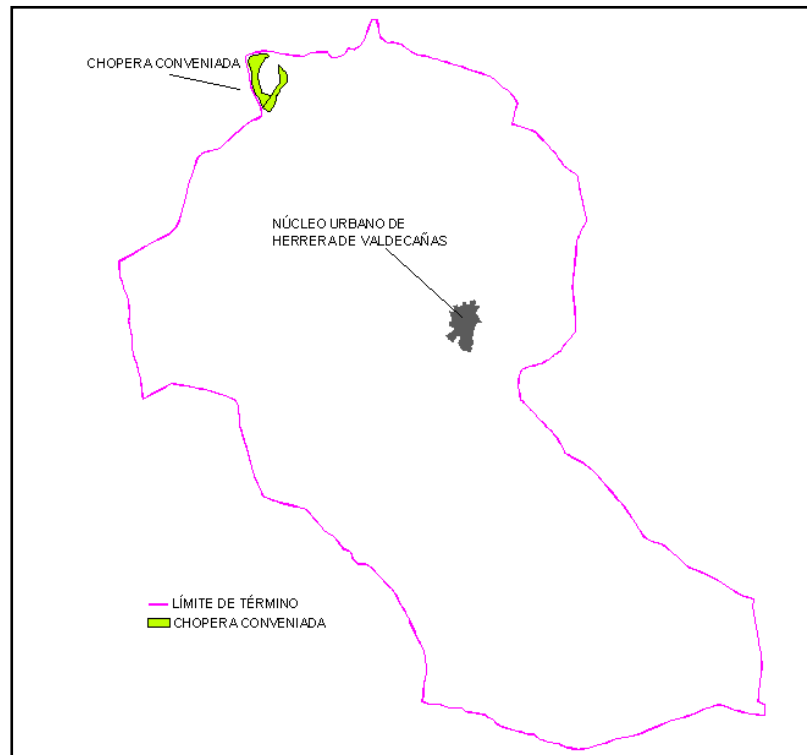 CHOPERA CONVENIADA
NÚCLEO URBANO DE
HERRERA DE VALDECAÑAS
LÍMITE DE TÉRMINO
CHOPERA CONVENIADA